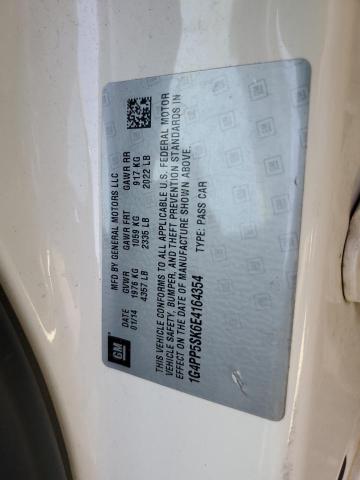 MFD BY GENERAL MOTORS LLC
01/14 GVWR GAWR FRT GAWR RR
1976 KG 1059 KG 917 KG
4357 LB 2335 LB 2022 LB
THIS VEHICLE CONFORMS TO ALL APPLICABLE U.S. FEDERAL MOTOR
VEHICLE SAFETY, BUMPER, AND THEFT PREVENTION STANDARDS IN
EFFECT ON THE DATE OF MANUFACTURE SHOWN ABOVE.
1G4PP5SK6E4164354 TYPE: PASS CAR
GM